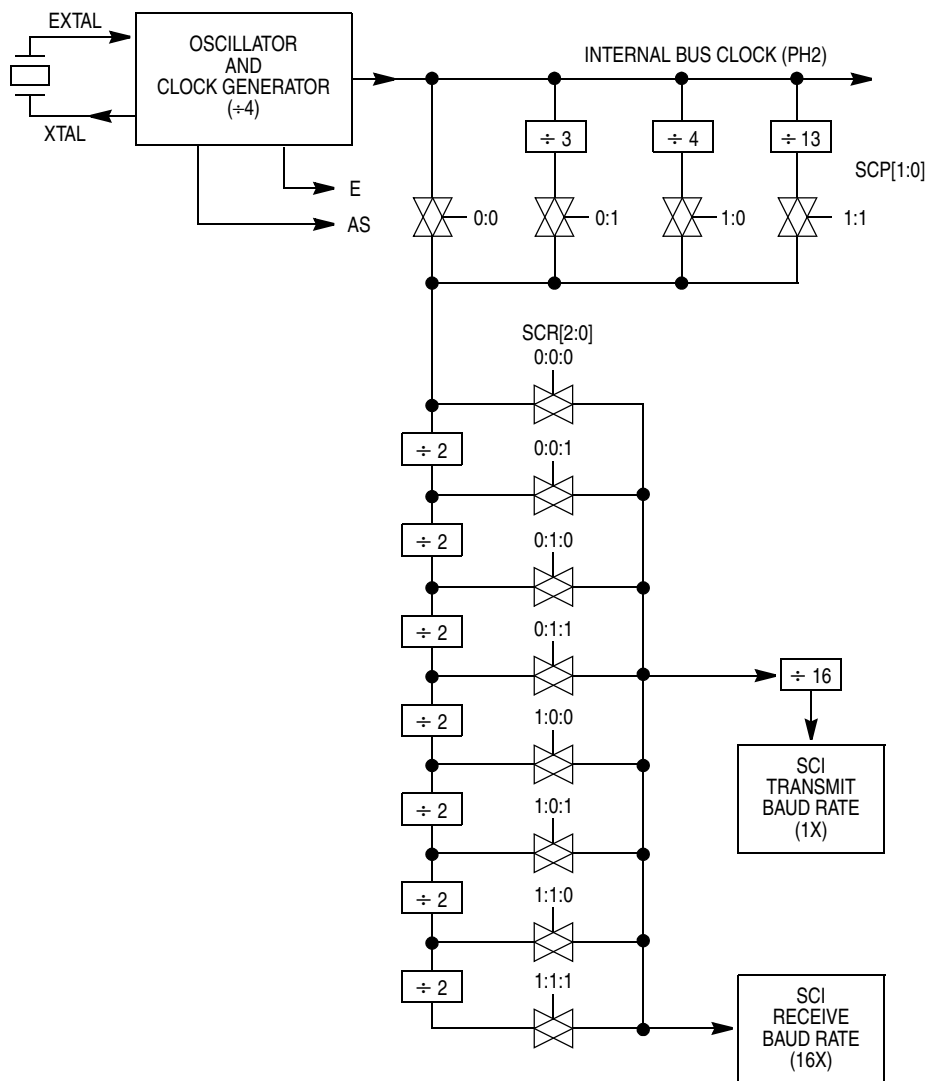 EXTAL
OSCILLATOR
AND
CLOCK GENERATOR
(÷4)
XTAL
E
AS
INTERNAL BUS CLOCK (PH2)
÷ 3
÷ 4
÷ 13
SCP[1:0]
0:0
0:1
1:0
1:1
SCR[2:0]
0:0:0
÷ 2
0:0:1
÷ 2
0:1:0
÷ 2
0:1:1
÷ 2
1:0:0
÷ 2
1:0:1
÷ 2
1:1:0
÷ 2
1:1:1
÷ 16
SCI
TRANSMIT
BAUD RATE
(1X)
SCI
RECEIVE
BAUD RATE
(16X)